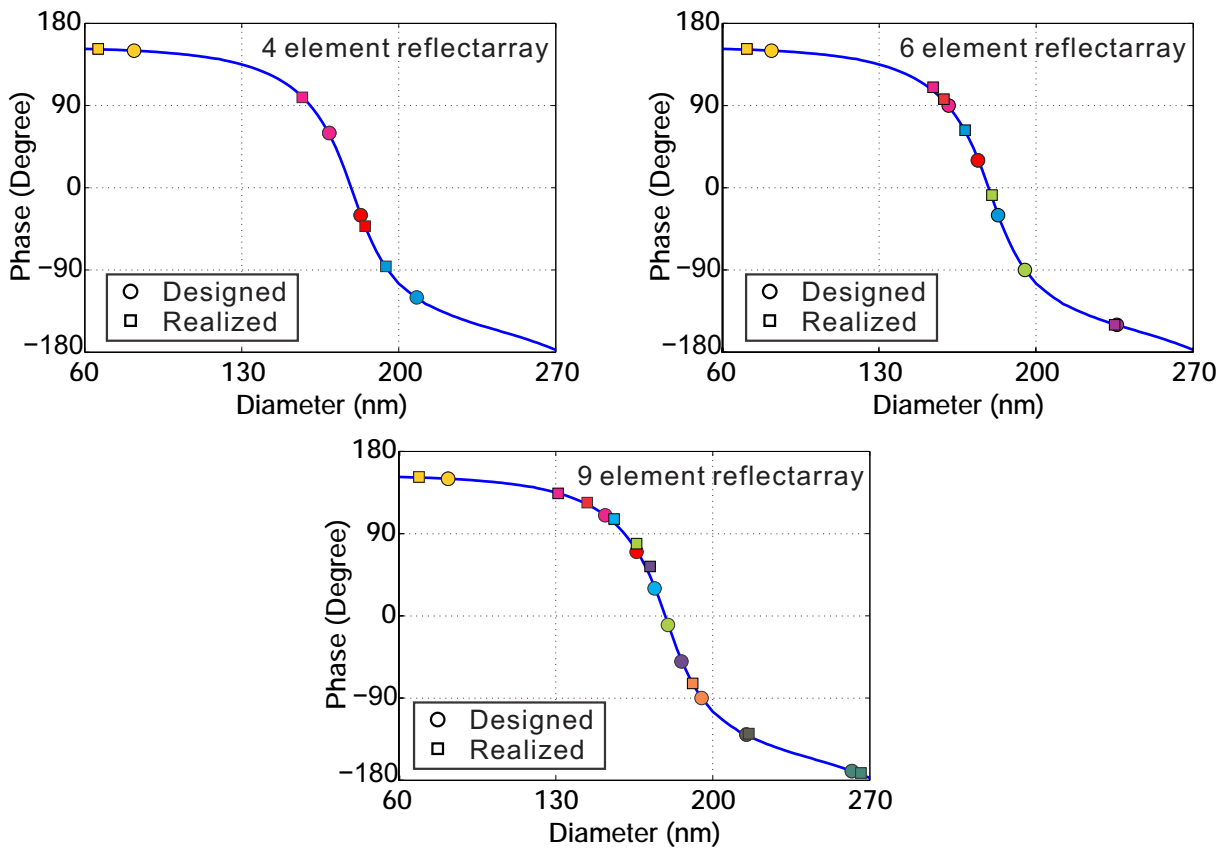 4 element reflectarray
180
90
0
−90
−180
Phase (Degree)
Designed
Realized
60
130
200
270
Diameter (nm)
6 element reflectarray
180
90
0
−90
−180
Phase (Degree)
Designed
Realized
60
130
200
270
Diameter (nm)
9 element reflectarray
180
90
0
−90
−180
Phase (Degree)
Designed
Realized
60
130
200
270
Diameter (nm)